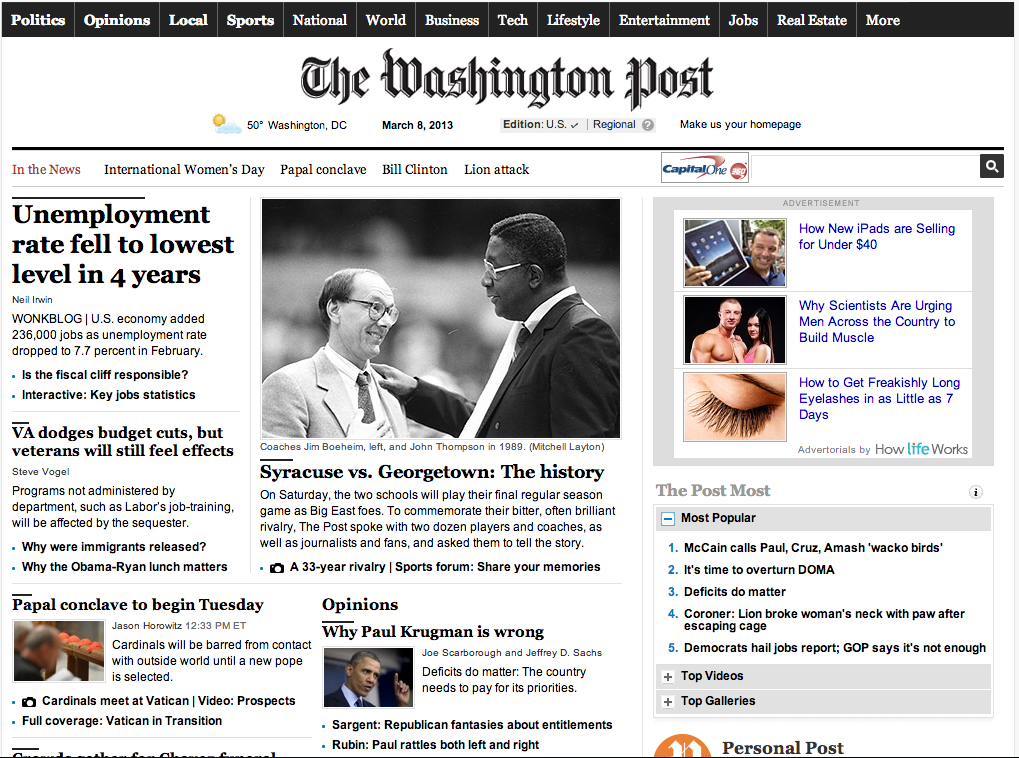 Politics Opinions Local Sports National World Business Tech Lifestyle Entertainment Jobs Real Estate More
The Washington Post
50° Washington, DC March 8, 2013 Edition: U.S. Regional ? Make us your homepage
In the News International Women's Day Papal conclave Bill Clinton Lion attack
Capital One 360
Unemployment
rate fell to lowest
level in 4 years
Neil Irwin
WONKBLOG | U.S. economy added
236,000 jobs as unemployment rate
dropped to 7.7 percent in February.
Is the fiscal cliff responsible?
Interactive: Key jobs statistics
VA dodges budget cuts, but
veterans will still feel effects
Steve Vogel
Programs not administered by
department, such as Labor's job-training,
will be affected by the sequester.
Why were immigrants released?
Why the Obama-Ryan lunch matters
Coaches Jim Boeheim, left, and John Thompson in 1989. (Mitchell Layton)
Syracuse vs. Georgetown: The history
On Saturday, the two schools will play their final regular season
game as Big East foes. To commemorate their bitter, often brilliant
rivalry, The Post spoke with two dozen players and coaches, as
well as journalists and fans, and asked them to tell the story.
A 33-year rivalry | Sports forum: Share your memories
Papal conclave to begin Tuesday
Jason Horowitz 12:33 PM ET
Cardinals will be barred from contact
with outside world until a new pope
is selected.
Cardinals meet at Vatican | Video: Prospects
Full coverage: Vatican in Transition
Crowds gather for Chavez funeral
Opinions
Why Paul Krugman is wrong
Joe Scarborough and Jeffrey D. Sachs
Deficits do matter: The country
needs to pay for its priorities.
Sargent: Republican fantasies about entitlements
Rubin: Paul rattles both left and right
ADVERTISEMENT
How New iPads are Selling
for Under $40
Why Scientists Are Urging
Men Across the Country to
Build Muscle
How to Get Freakishly Long
Eyelashes in as Little as 7
Days
Advertorials by How life Works
The Post Most
i
Most Popular
1. McCain calls Paul, Cruz, Amash 'wacko birds'
2. It's time to overturn DOMA
3. Deficits do matter
4. Coroner: Lion broke woman's neck with paw after
escaping cage
5. Democrats hail jobs report; GOP says it's not enough
Top Videos
Top Galleries
Personal Post